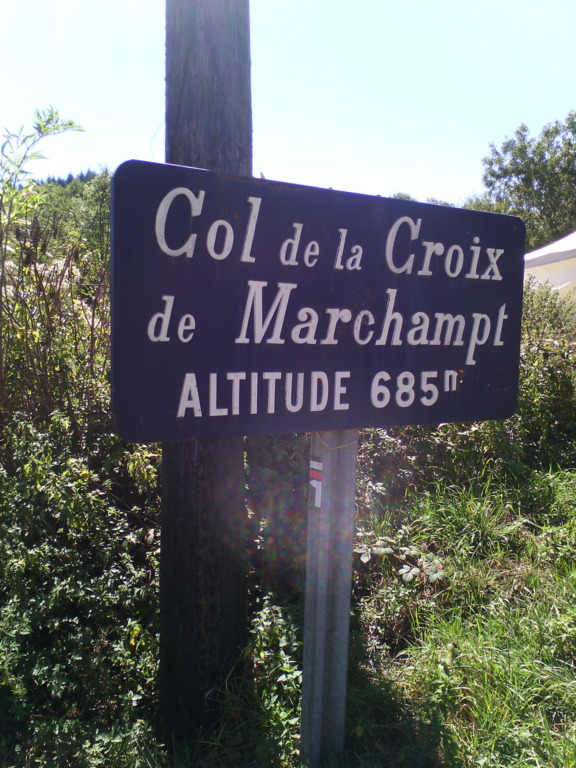 Col de la Croix
de Marchampt
ALTITUDE 685m